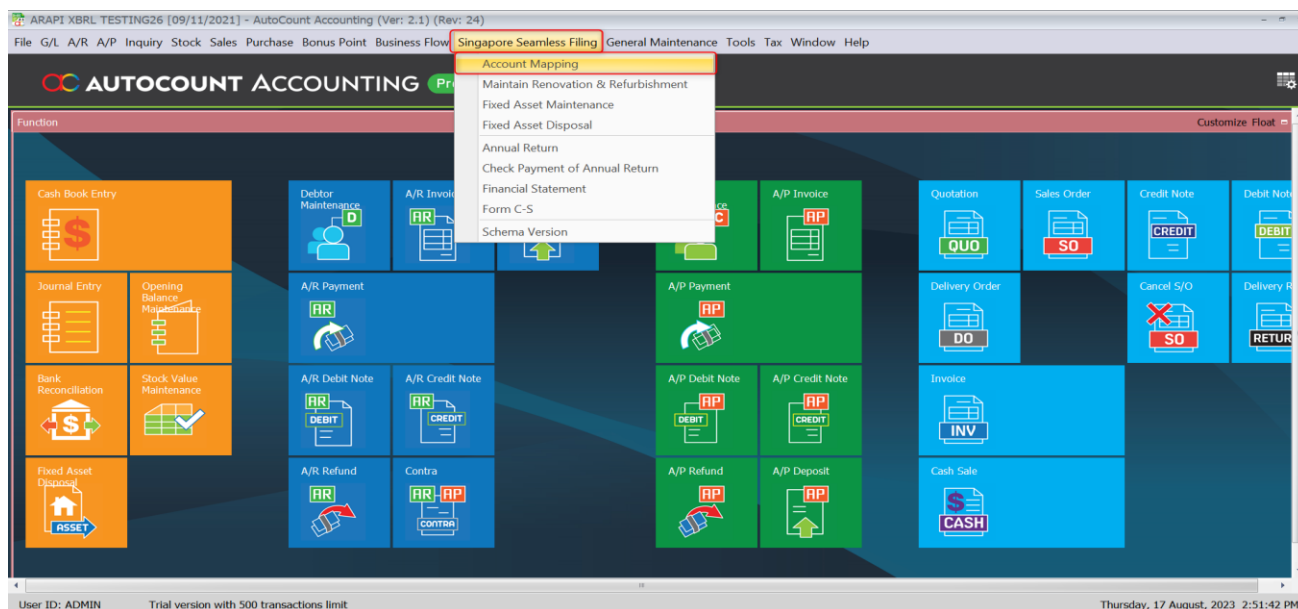 ARAPI XBRL TESTING26 [09/11/2021] - AutoCount Accounting (Ver: 2.1) (Rev: 24)
File G/L A/R A/P Inquiry Stock Sales Purchase Bonus Point Business Flow Singapore Seamless Filing General Maintenance Tools Tax Window Help
AUTOCOUNT ACCOUNTING
Account Mapping
Maintain Renovation & Refurbishment
Fixed Asset Maintenance
Fixed Asset Disposal
Annual Return
Check Payment of Annual Return
Financial Statement
Form C-S
Schema Version
Function
Customize Float
Cash Book Entry
Debtor
Maintenance
D
A/R Invoi
AR
C
A/P Invoice
AP
Quotation
QUO
Sales Order
SO
Credit Note
CREDIT
Debit Not
DEBIT
Journal Entry
Opening
Balance
Maintenance
A/R Payment
AR
A/P Payment
AP
Delivery Order
DO
Cancel S/O
SO
Delivery R
RETUR
Bank
Reconciliation
Stock Value
Maintenance
A/R Debit Note
AR
DEBIT
A/R Credit Note
AR
CREDIT
A/P Debit Note
AP
DEBIT
A/P Credit Note
AP
CREDIT
Invoice
INV
Fixed Asset
Disposal
ASSET
A/R Refund
AR
Contra
AR AP
CONTRA
A/P Refund
AP
A/P Deposit
AP
Cash Sale
CASH
User ID: ADMIN Trial version with 500 transactions limit Thursday, 17 August, 2023 2:51:42 PM